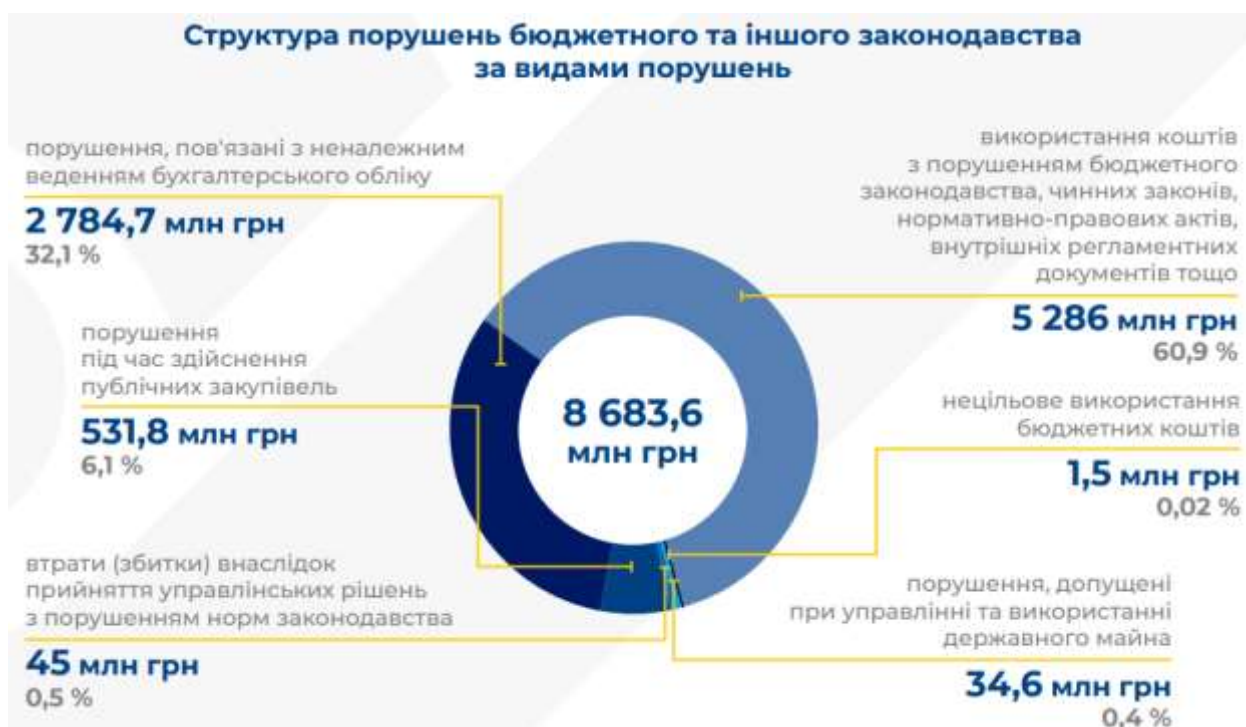 Структура порушень бюджетного та іншого законодавства
за видами порушень
порушення, пов'язані з неналежним
веденням бухгалтерського обліку
2 784,7 млн грн
32,1 %
порушення
під час здійснення
публічних закупівель
531,8 млн грн
6,1 %
втрати (збитки) внаслідок
прийняття управлінських рішень
з порушенням норм законодавства
45 млн грн
0,5 %
8 683,6
млн грн
використання коштів
з порушенням бюджетного
законодавства, чинних законів,
нормативно-правових актів,
внутрішніх регламентних
документів тощо
5 286 млн грн
60,9 %
нецільове використання
бюджетних коштів
1,5 млн грн
0,02 %
порушення, допущені
при управлінні та використанні
державного майна
34,6 млн грн
0,4 %